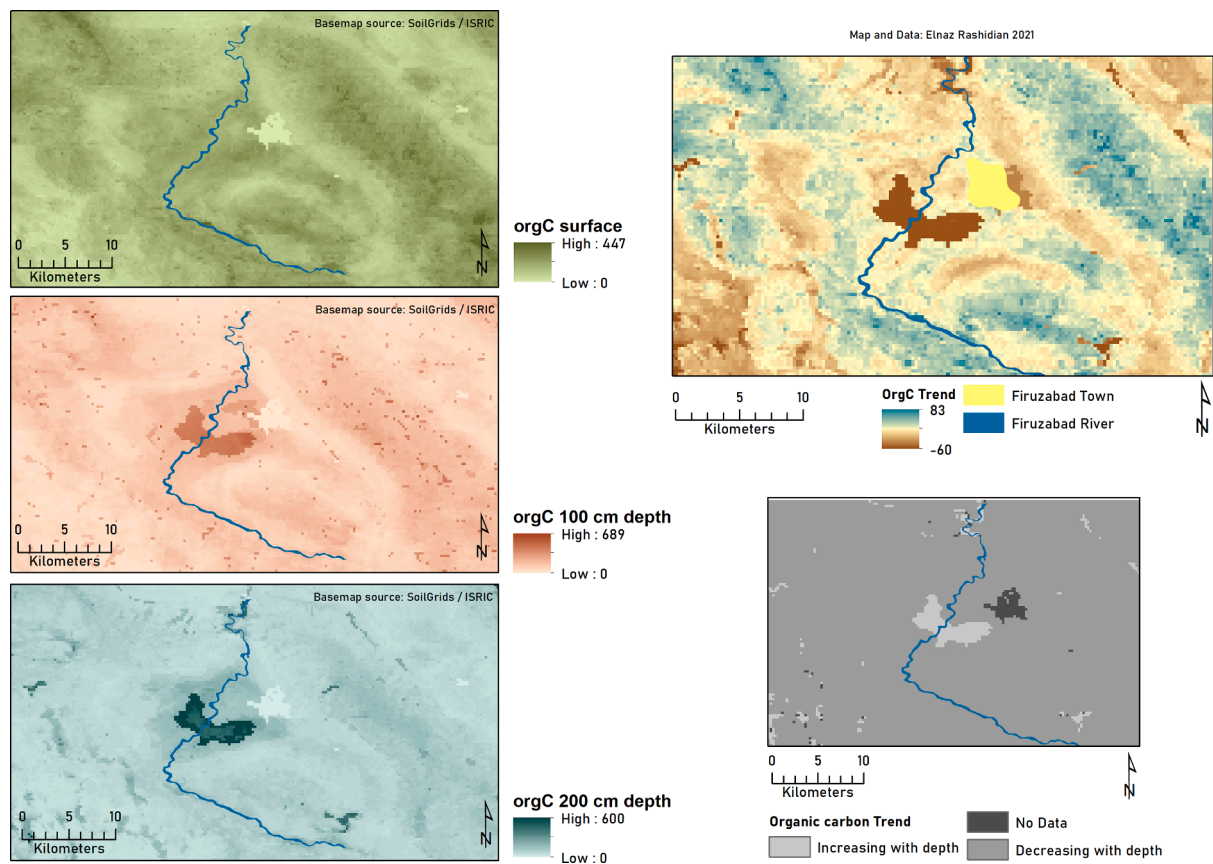 Basemap source: SoilGrids / ISRIC
0 5 10
Kilometers
N
orgC surface
High : 447
Low : 0
Basemap source: SoilGrids / ISRIC
0 5 10
Kilometers
N
orgC 100 cm depth
High : 689
Low : 0
Basemap source: SoilGrids / ISRIC
0 5 10
Kilometers
N
orgC 200 cm depth
High : 600
Low : 0
Map and Data: Elnaz Rashidian 2021
0 5 10
Kilometers
OrgC Trend
83
-60
Firuzabad Town
Firuzabad River
N
0 5 10
Kilometers
N
Organic carbon Trend
Increasing with depth
No Data
Decreasing with depth